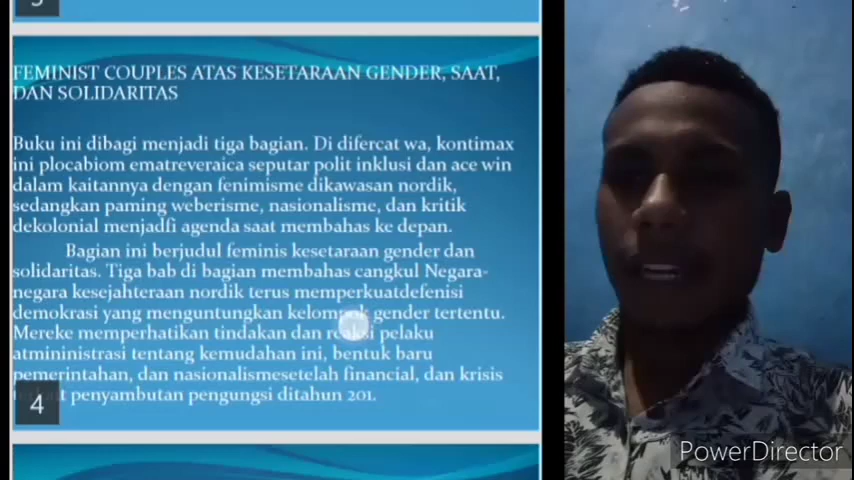 3
FEMINIST COUPLES ATAS KESETARAAN GENDER, SAAT,
DAN SOLIDARITAS
Buku ini dibagi menjadi tiga bagian. Di difercat wa, kontimax
ini plocabiom ematreveraica seputar polit inklusi dan ace win
dalam kaitannya dengan fenimisme dikawasan nordik,
sedangkan paming weberisme, nasionalisme, dan kritik
dekolonial menjadfi agenda saat membahas ke depan.
Bagian ini berjudul feminis kesetaraan gender dan
solidaritas. Tiga bab di bagian membahas cangkul Negara-
negara kesejahteraan nordik terus memperkuatdefenisi
demokrasi yang menguntungkan kelompok gender tertentu.
Mereke memperhatikan tindakan dan reaksi pelaku
atmininistrasi tentang kemudahan ini, bentuk baru
pemerintahan, dan nasionalismesetelah financial, dan krisis
penyambutan pengungsi ditahun 201.
4
PowerDirector